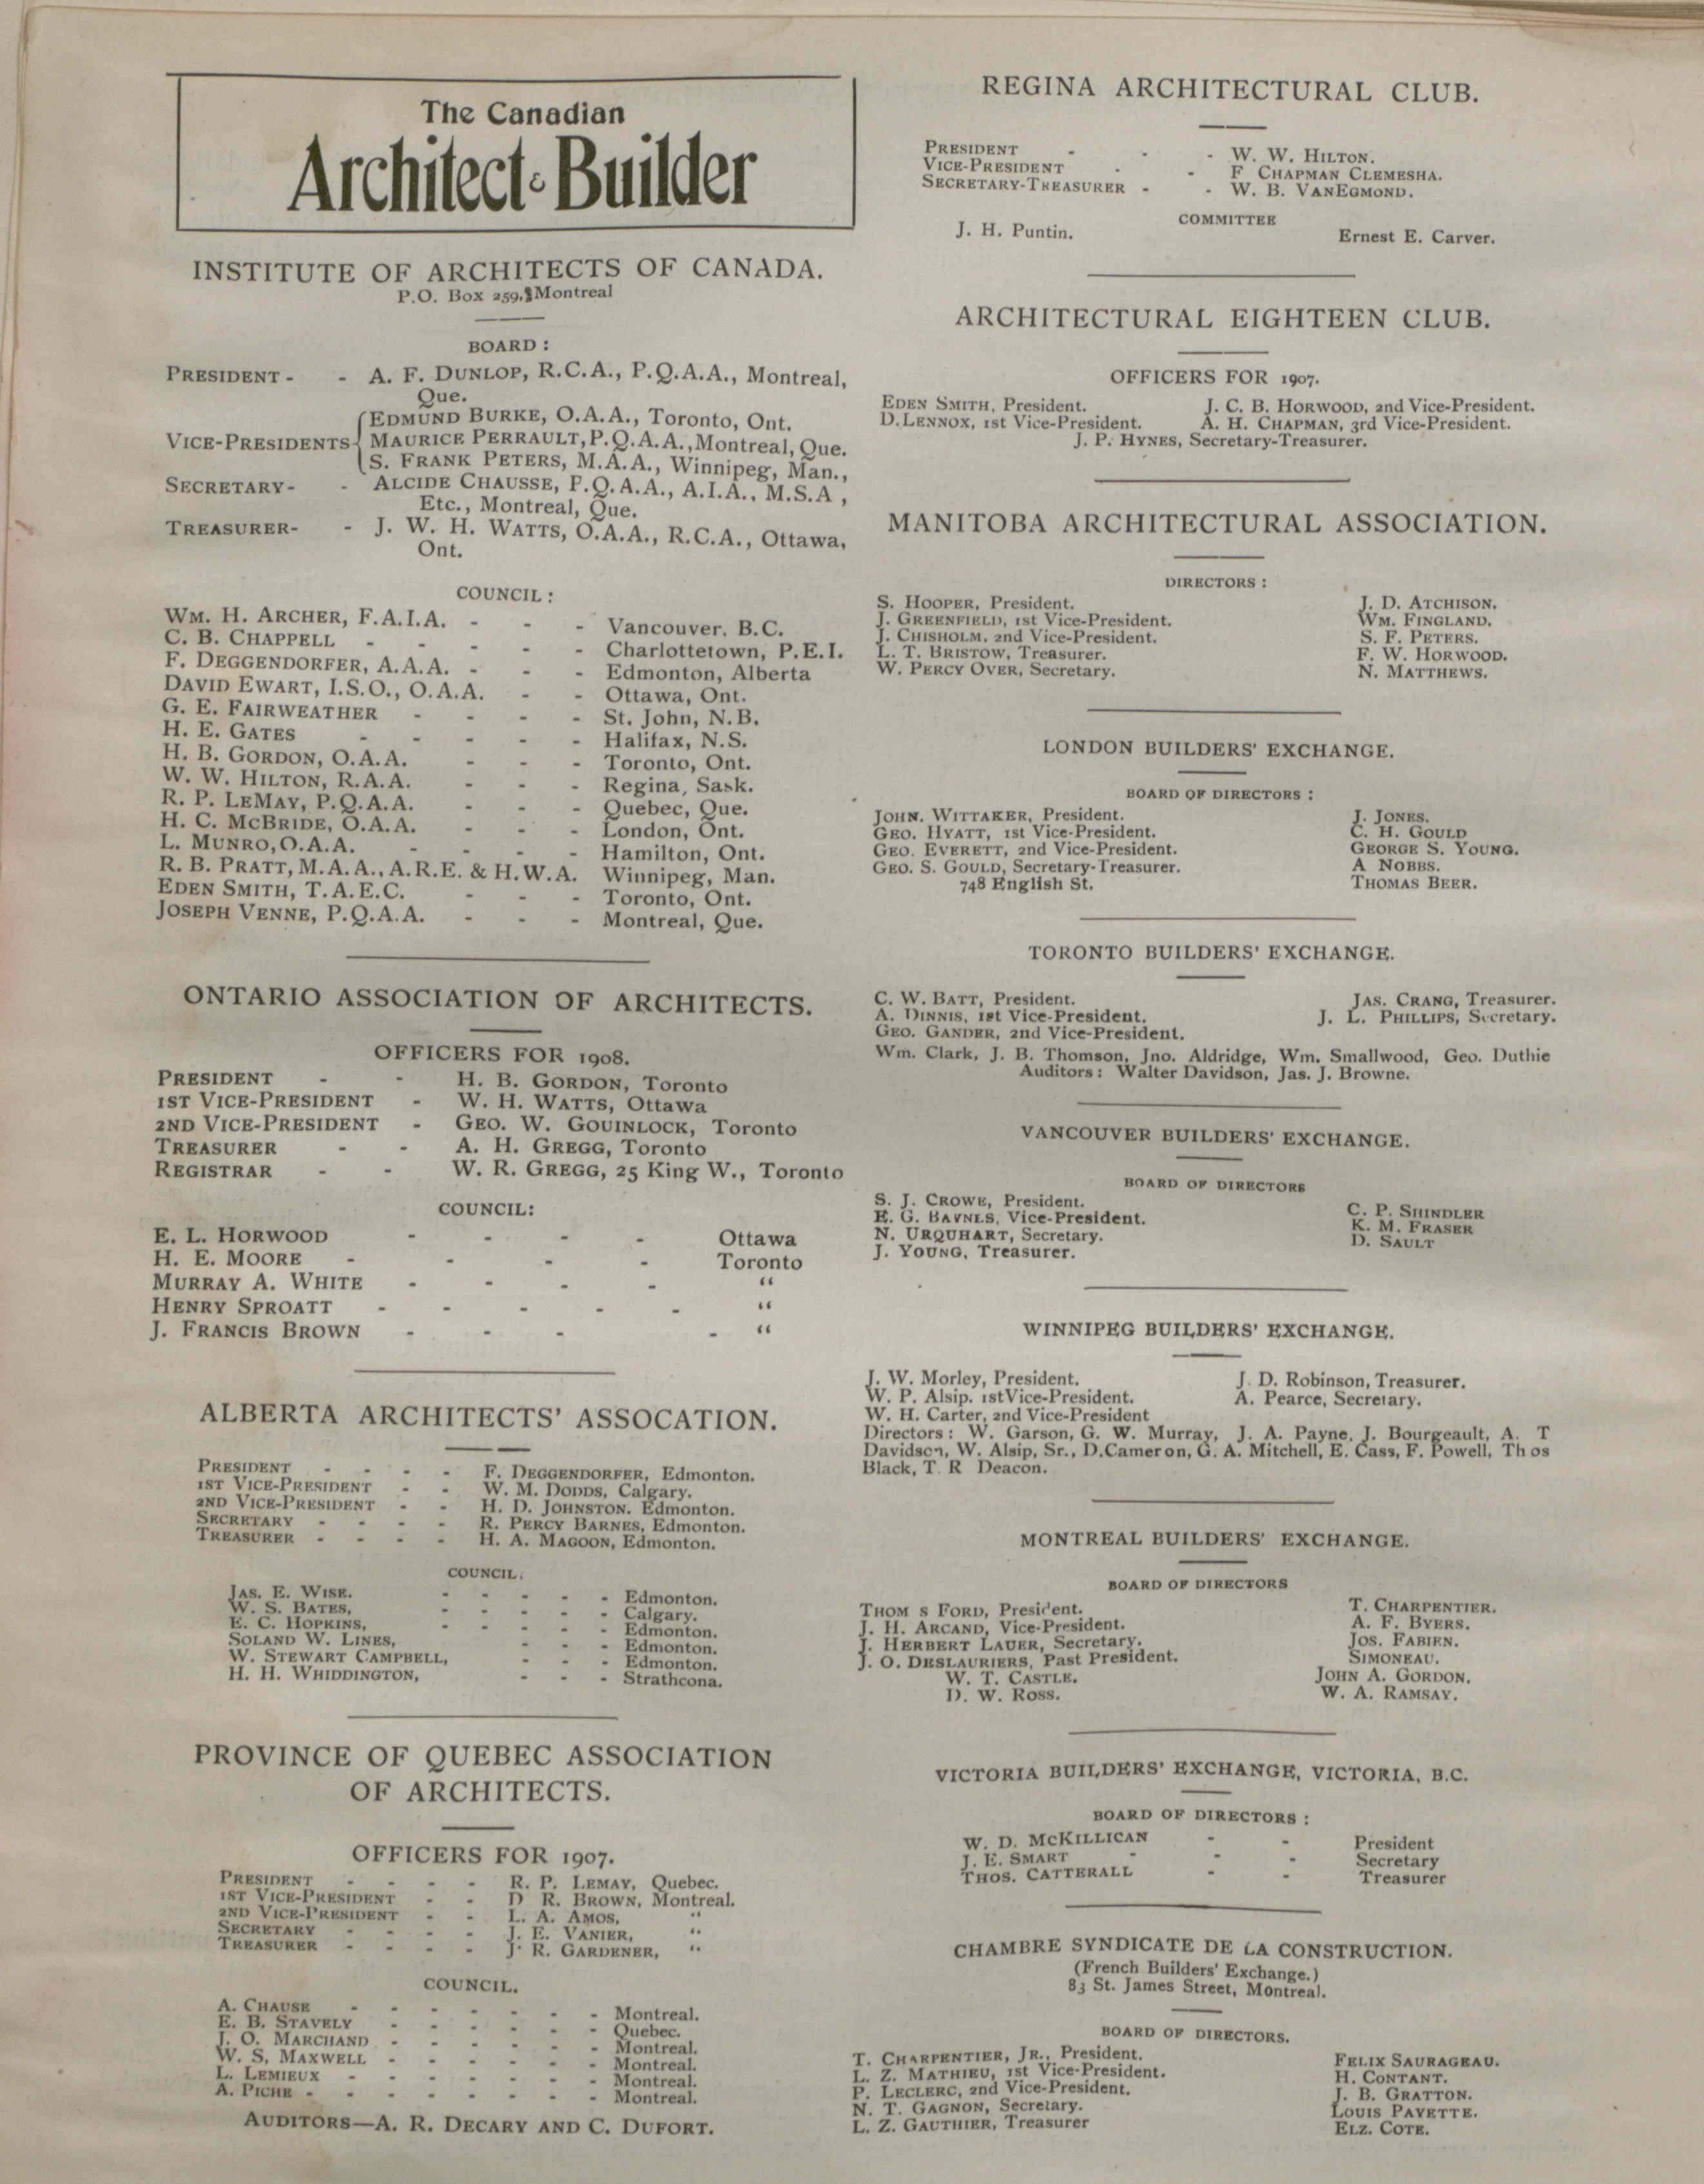 The Canadian
Architect & Builder
INSTITUTE OF ARCHITECTS OF CANADA.
P.O. Box 259, Montreal
BOARD :
PRESIDENT - - A. F. DUNLOP, R.C.A., P.Q.A.A., Montreal,
Que.
EDMUND BURKE, O.A.A., Toronto, Ont.
VICE-PRESIDENTS MAURICE PERRAULT, P.Q.A.A., Montreal, Que.
S. FRANK PETERS, M.A.A., Winnipeg, Man.,
SECRETARY- - ALCIDE CHAUSSE, P.Q.A.A., A.I.A., M.S.A ,
Etc., Montreal, Que.
TREASURER- - J. W. H. WATTS, O.A.A., R.C.A., Ottawa,
Ont.
COUNCIL :
WM. H. ARCHER, F.A.I.A. - - - Vancouver, B.C.
C. B. CHAPPELL - - - - - Charlottetown, P.E.I.
F. DEGGENDORFER, A.A.A. - - - Edmonton, Alberta
DAVID EWART, I.S.O., O.A.A. - - Ottawa, Ont.
G. E. FAIRWEATHER - - - - St. John, N.B.
H. E. GATES - - - - - Halifax, N.S.
H. B. GORDON, O.A.A. - - - Toronto, Ont.
W. W. HILTON, R.A.A. - - - Regina, Sask.
R. P. LEMAY, P.Q.A.A. - - - Quebec, Que.
H. C. MCBRIDE, O.A.A. - - - London, Ont.
L. MUNRO, O.A.A. - - - - Hamilton, Ont.
R. B. PRATT, M.A.A., A.R.E. & H.W.A. Winnipeg, Man.
EDEN SMITH, T.A.E.C. - - - Toronto, Ont.
JOSEPH VENNE, P.Q.A.A. - - - Montreal, Que.
ONTARIO ASSOCIATION OF ARCHITECTS.
OFFICERS FOR 1908.
PRESIDENT - - H. B. GORDON, Toronto
1ST VICE-PRESIDENT - W. H. WATTS, Ottawa
2ND VICE-PRESIDENT - GEO. W. GOUINLOCK, Toronto
TREASURER - - A. H. GREGG, Toronto
REGISTRAR - - W. R. GREGG, 25 King W., Toronto
COUNCIL:
E. L. HORWOOD - - - - Ottawa
H. E. MOORE - - - - Toronto
MURRAY A. WHITE - - - - "
HENRY SPROATT - - - - - "
J. FRANCIS BROWN - - - - "
ALBERTA ARCHITECTS' ASSOCATION.
PRESIDENT - - - - F. DEGGENDORFER, Edmonton.
1ST VICE-PRESIDENT - - W. M. DODDS, Calgary.
2ND VICE-PRESIDENT - - H. D. JOHNSTON. Edmonton.
SECRETARY - - - - R. PERCY BARNES, Edmonton.
TREASURER - - - - H. A. MAGOON, Edmonton.
COUNCIL.
JAS. E. WISE. - - - - - Edmonton.
W. S. BATES, - - - - - Calgary.
E. C. HOPKINS, - - - - - Edmonton.
SOLAND W. LINES, - - - Edmonton.
W. STEWART CAMPBELL, - - - Edmonton.
H. H. WHIDDINGTON, - - - Strathcona.
PROVINCE OF QUEBEC ASSOCIATION
OF ARCHITECTS.
OFFICERS FOR 1907.
PRESIDENT - - - - R. P. LEMAY, Quebec.
1ST VICE-PRESIDENT - - D R. BROWN, Montreal.
2ND VICE-PRESIDENT - - L. A. AMOS, "
SECRETARY - - - - J. E. VANIER, "
TREASURER - - - - J. R. GARDENER, "
COUNCIL.
A. CHAUSE - - - - - - - Montreal.
E. B. STAVELY - - - - - - Quebec.
J. O. MARCHAND - - - - - - Montreal.
W. S, MAXWELL - - - - - - Montreal.
L. LEMIEUX - - - - - - - Montreal.
A. PICHE - - - - - - - - Montreal.
AUDITORS—A. R. DECARY AND C. DUFORT.
REGINA ARCHITECTURAL CLUB.
PRESIDENT - - - W. W. HILTON.
VICE-PRESIDENT - - F CHAPMAN CLEMESHA.
SECRETARY-TREASURER - - W. B. VANEGMOND.
COMMITTEE
J. H. Puntin. Ernest E. Carver.
ARCHITECTURAL EIGHTEEN CLUB.
OFFICERS FOR 1907.
EDEN SMITH, President. J. C. B. HORWOOD, 2nd Vice-President.
D. LENNOX, 1st Vice-President. A. H. CHAPMAN, 3rd Vice-President.
J. P. HYNES, Secretary-Treasurer.
MANITOBA ARCHITECTURAL ASSOCIATION.
DIRECTORS :
S. HOOPER, President. J. D. ATCHISON.
J. GREENFIELD, 1st Vice-President. WM. FINGLAND,
J. CHISHOLM, 2nd Vice-President. S. F. PETERS.
L. T. BRISTOW, Treasurer. F. W. HORWOOD.
W. PERCY OVER, Secretary. N. MATTHEWS.
LONDON BUILDERS' EXCHANGE.
BOARD OF DIRECTORS :
JOHN. WITTAKER, President. J. JONES.
GEO. HYATT, 1st Vice-President. C. H. GOULD
GEO. EVERETT, 2nd Vice-President. GEORGE S. YOUNG.
GEO. S. GOULD, Secretary-Treasurer. A NOBBS.
748 English St. THOMAS BEER.
TORONTO BUILDERS' EXCHANGE.
C. W. BATT, President. JAS. CRANG, Treasurer.
A. DINNIS, 1st Vice-President. J. L. PHILLIPS, Secretary.
GEO. GANDER, 2nd Vice-President.
Wm. Clark, J. B. Thomson, Jno. Aldridge, Wm. Smallwood, Geo. Duthie
Auditors : Walter Davidson, Jas. J. Browne.
VANCOUVER BUILDERS' EXCHANGE.
BOARD OF DIRECTORS
S. J. CROWE, President. C. P. SHINDLER
E. G. BAYNES, Vice-President. K. M. FRASER
N. URQUHART, Secretary. D. SAULT
J. YOUNG, Treasurer.
WINNIPEG BUILDERS' EXCHANGE.
J. W. Morley, President. J. D. Robinson, Treasurer.
W. P. Alsip. 1st Vice-President. A. Pearce, Secretary.
W. H. Carter, 2nd Vice-President
Directors : W. Garson, G. W. Murray, J. A. Payne, J. Bourgeault, A. T
Davidson, W. Alsip, Sr., D. Cameron, G. A. Mitchell, E. Cass, F. Powell, Thos
Black, T. R Deacon.
MONTREAL BUILDERS' EXCHANGE.
BOARD OF DIRECTORS
THOM S FORD, President. T. CHARPENTIER.
J. H. ARCAND, Vice-President. A. F. BYERS.
J. HERBERT LAUER, Secretary. JOS. FABIEN.
J. O. DESLAURIERS, Past President. SIMONEAU.
W. T. CASTLE. JOHN A. GORDON.
D. W. ROSS. W. A. RAMSAY.
VICTORIA BUILDERS' EXCHANGE, VICTORIA, B.C.
BOARD OF DIRECTORS :
W. D. MCKILLICAN - - President
J. E. SMART - - - Secretary
THOS. CATTERALL - - Treasurer
CHAMBRE SYNDICATE DE LA CONSTRUCTION.
(French Builders' Exchange.)
83 St. James Street, Montreal.
BOARD OF DIRECTORS.
T. CHARPENTIER, JR., President. FELIX SAURAGEAU.
L. Z. MATHIEU, 1st Vice-President. H. CONTANT.
P. LECLERC, 2nd Vice-President. J. B. GRATTON.
N. T. GAGNON, Secretary. LOUIS PAYETTE.
L. Z. GAUTHIER, Treasurer ELZ. COTE.